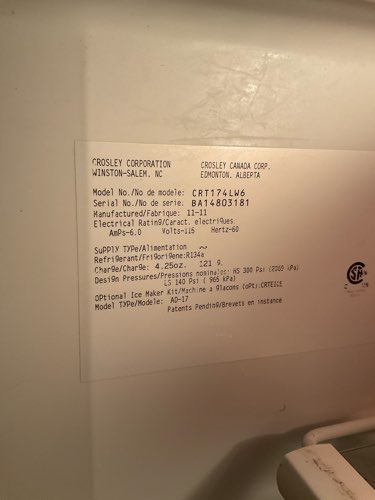 CROSLEY CORPORATION CROSLEY CANADA CORP.
WINSTON-SALEM, NC EDMONTON, ALBERTA
Model No./No de modele: CRT174LW6
Serial No./No de serie: BA14803181
Manufactured/Fabrique: 11-11
Electrical Rating/Caract. electriques:
Amps-6.0 Volts-115 Hertz-60
Supply Type/Alimentation ~
Refrigerant/Frigorigene:R134a
Charge/Charge: 4.25oz. 121 g.
Design Pressures/Pressions nominales: HS 300 Psi (2068 kPa)
LS 140 Psi ( 965 kPa)
Optional Ice Maker Kit/Machine a glacons (opt):CRTEICE
Model Type/Modele: AD-17
Patents Pending/Brevets en instance